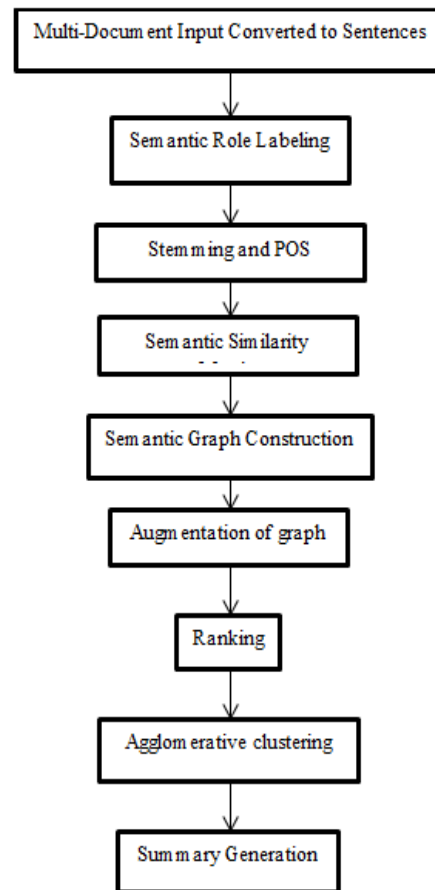 Multi-Document Input Converted to Sentences
Semantic Role Labeling
Stemming and POS
Semantic Similarity
Semantic Graph Construction
Augmentation of graph
Ranking
Agglomerative clustering
Summary Generation